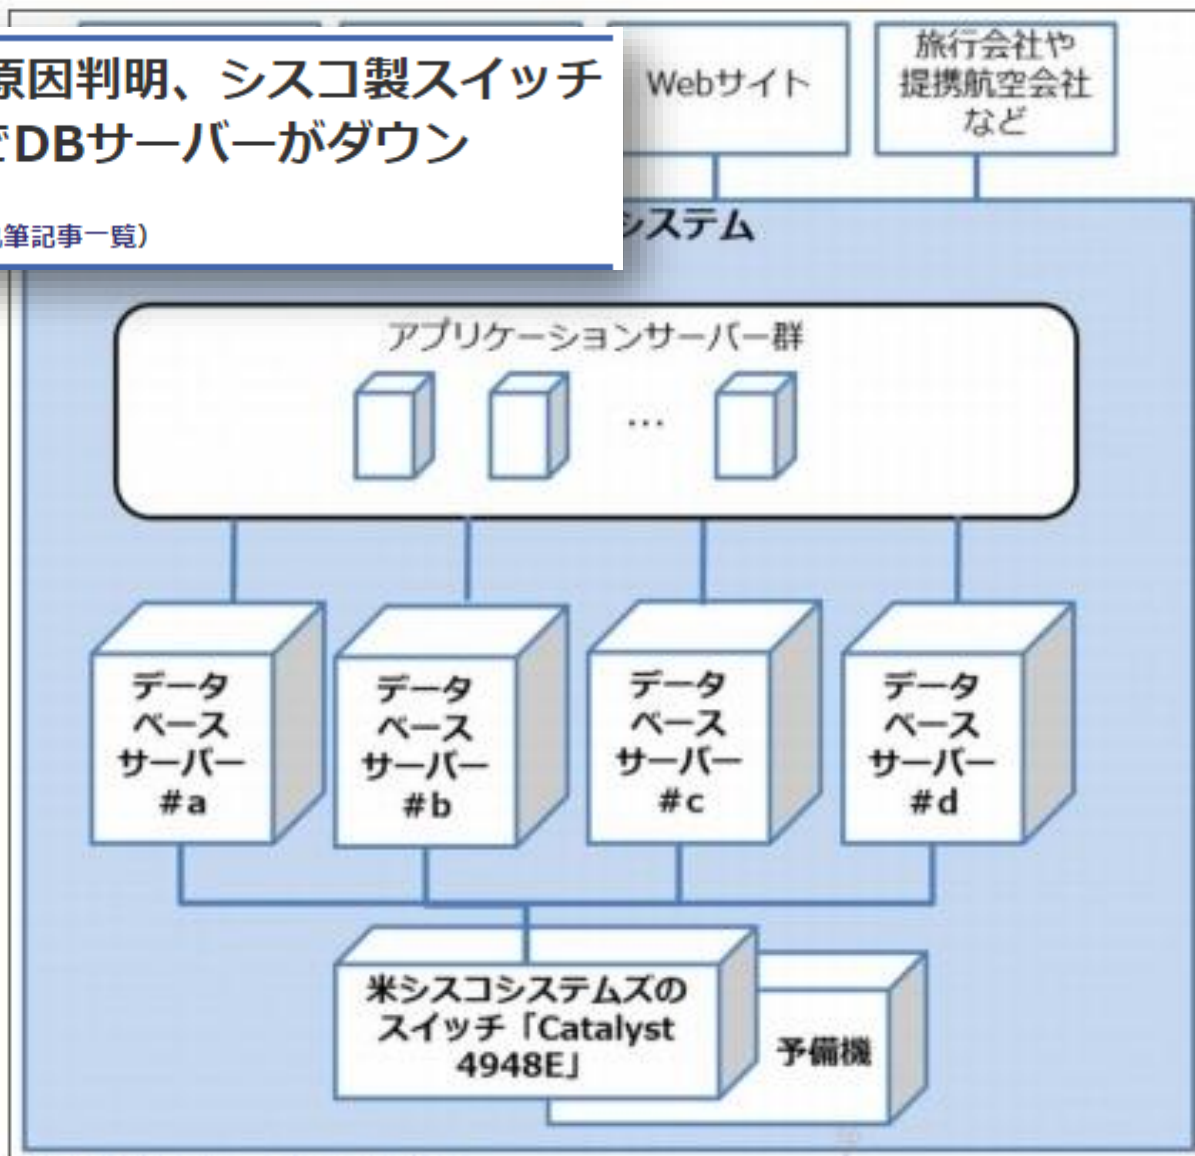 原因判明、シスコ製スイッチ
でDBサーバーがダウン
筆記事一覧）
Webサイト
旅行会社や
提携航空会社
など
システム
アプリケーションサーバー群
…
データ
ベース
サーバー
#a
データ
ベース
サーバー
#b
データ
ベース
サーバー
#c
データ
ベース
サーバー
#d
米シスコシステムズの
スイッチ「Catalyst
4948E」
予備機